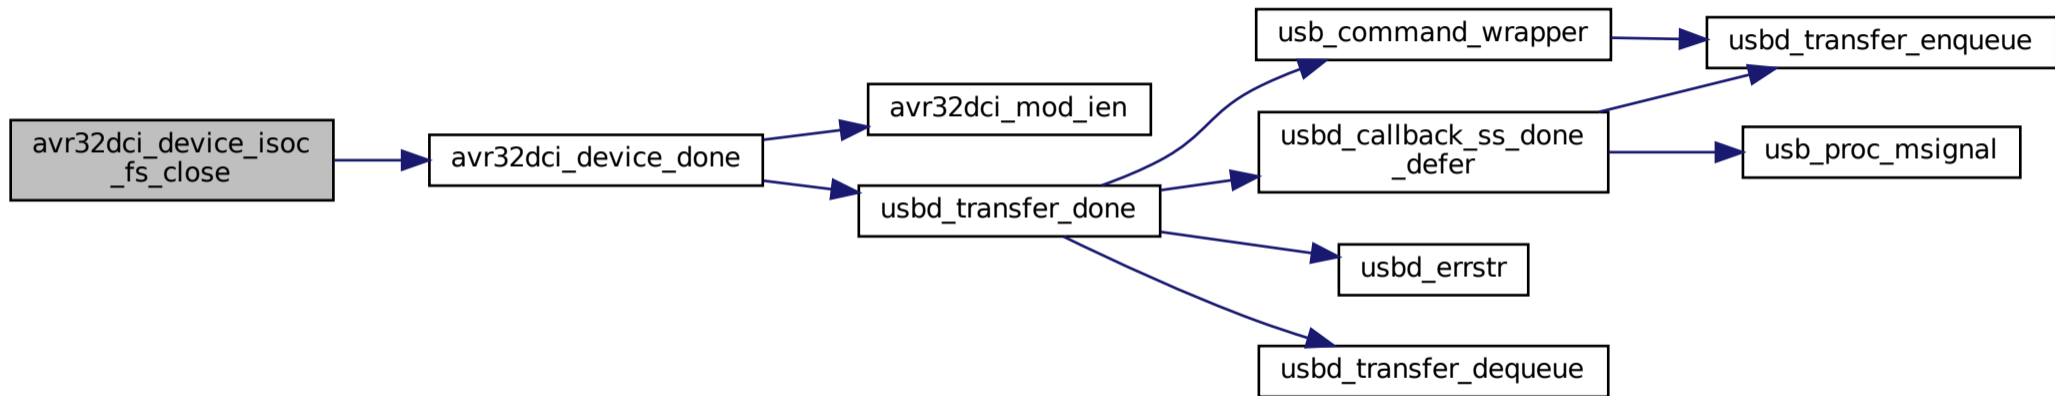 avr32dci_device_isoc
_fs_close
avr32dci_device_done
avr32dci_mod_ien
usbd_transfer_done
usb_command_wrapper
usbd_callback_ss_done
_defer
usbd_errstr
usbd_transfer_dequeue
usbd_transfer_enqueue
usb_proc_msignal